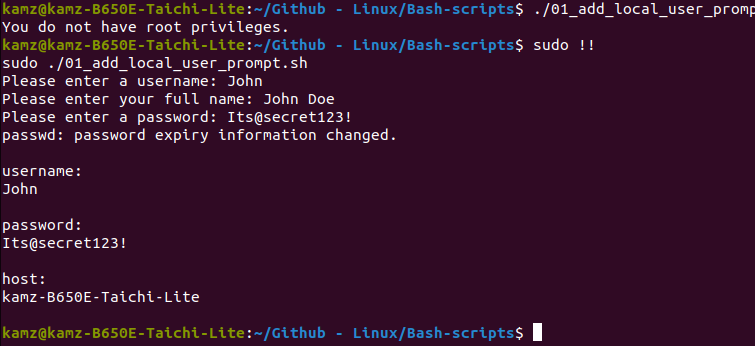 kamz@kamz-B650E-Taichi-Lite:~/Github - Linux/Bash-scripts$ ./01_add_local_user_promp
You do not have root privileges.
kamz@kamz-B650E-Taichi-Lite:~/Github - Linux/Bash-scripts$ sudo !!
sudo ./01_add_local_user_prompt.sh
Please enter a username: John
Please enter your full name: John Doe
Please enter a password: Its@secret123!
passwd: password expiry information changed.
username:
John
password:
Its@secret123!
host:
kamz-B650E-Taichi-Lite
kamz@kamz-B650E-Taichi-Lite:~/Github - Linux/Bash-scripts$